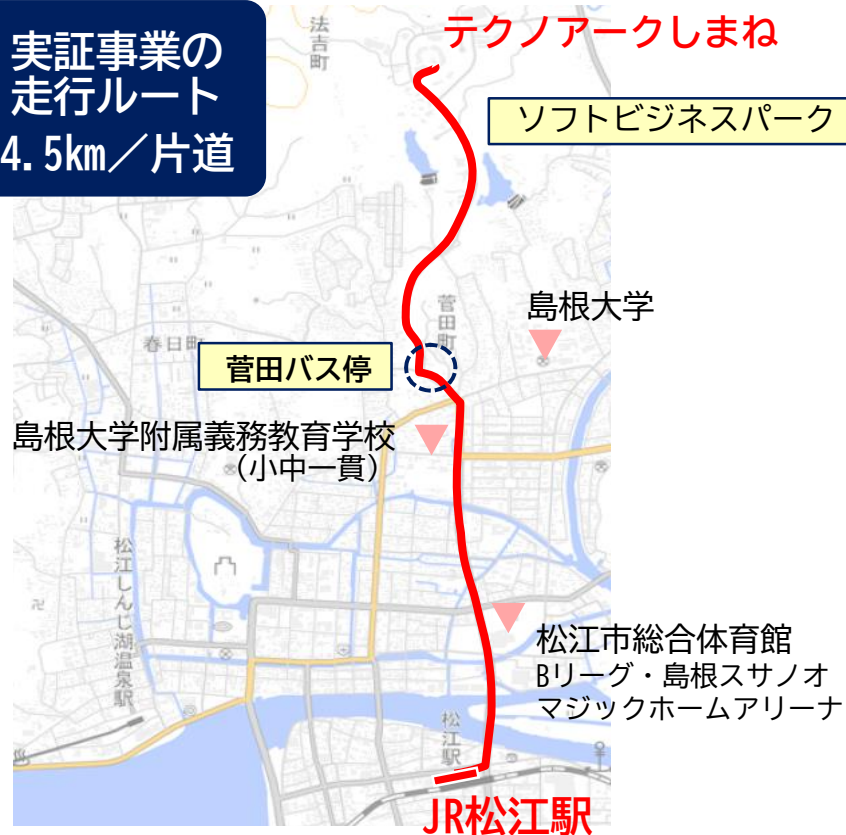 実証事業の
走行ルート
4.5km／片道
法吉町
テクノアークしまね
ソフトビジネスパーク
菅田町
島根大学
春日町
菅田バス停
島根大学附属義務教育学校
(小中一貫)
松江しんじ湖温泉駅
松江市総合体育館
Bリーグ・島根スサノオ
マジックホームアリーナ
松江駅
JR松江駅